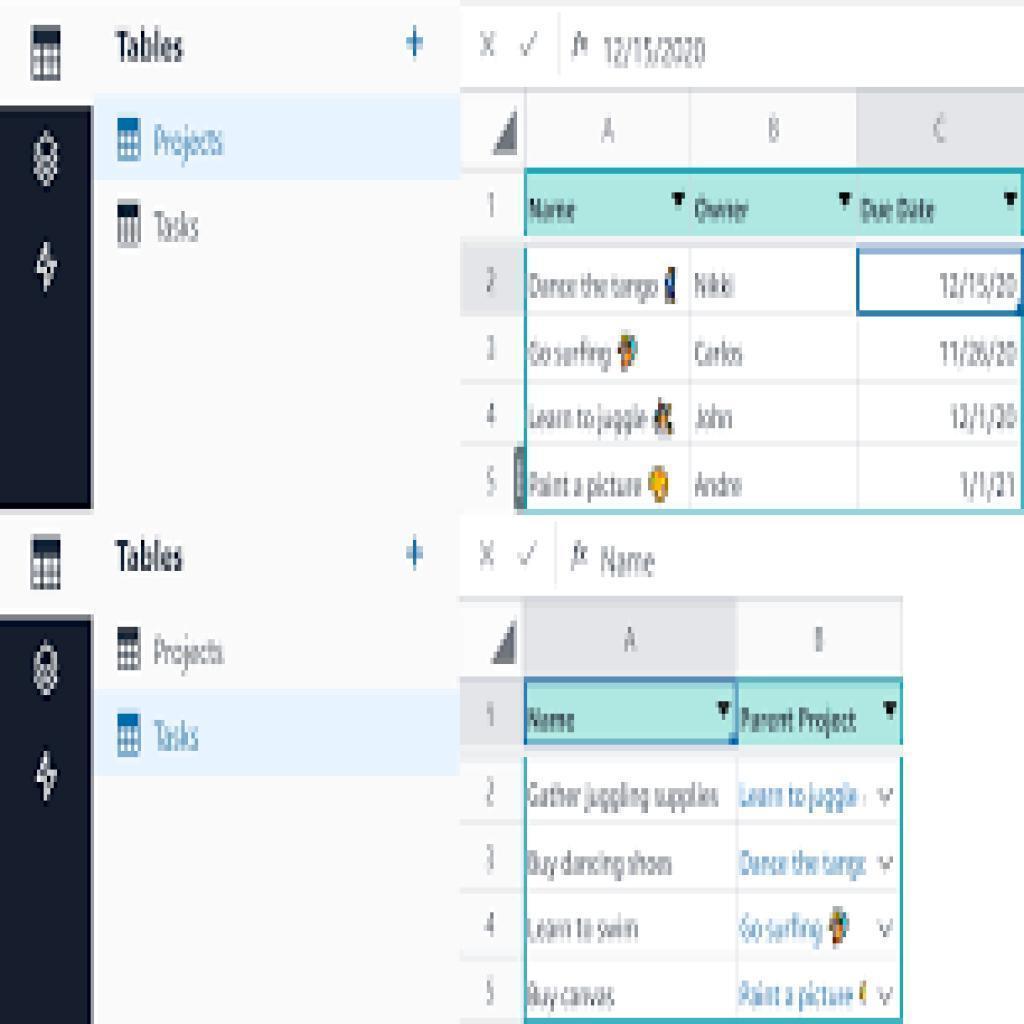 Tables +
fx 12/15/2020
Projects
Tasks
A B C
1 Name Owner Due Date
2 Dance the tango Nikki 12/15/20
3 Go surfing Carlos 11/26/20
4 Learn to juggle John 12/1/20
5 Paint a picture Andre 1/1/21
Tables +
fx Name
Projects
Tasks
A B
1 Name Parent Project
2 Gather juggling supplies Learn to juggle
3 Buy dancing shoes Dance the tango
4 Learn to swim Go surfing
5 Buy canvas Paint a picture